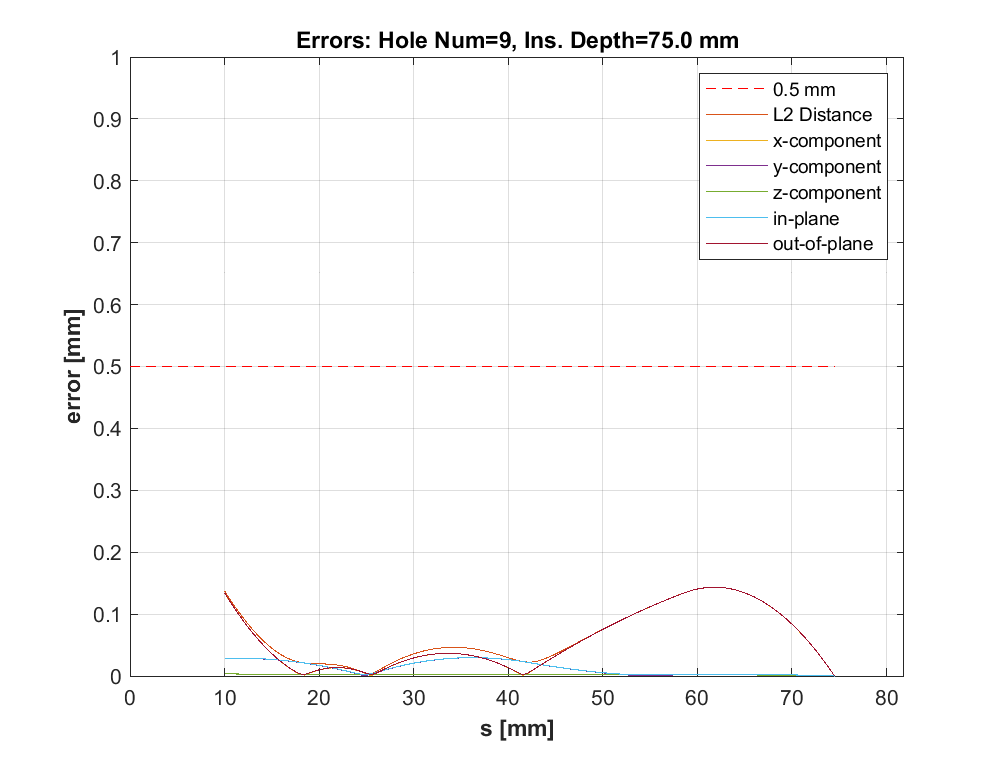 Errors: Hole Num=9, Ins. Depth=75.0 mm
1
0.9
0.8
0.7
0.6
0.5
0.4
0.3
0.2
0.1
0
error [mm]
0.5 mm
L2 Distance
x-component
y-component
z-component
in-plane
out-of-plane
0 10 20 30 40 50 60 70 80
s [mm]